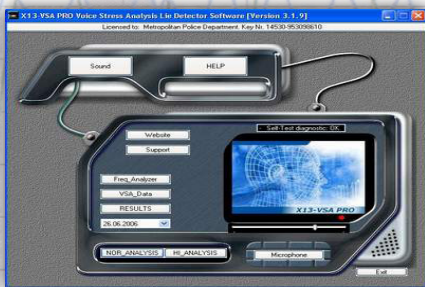 X13-VSA PRO Voice Stress Analysis Lie Detector Software [Version 3.1.9]
Licensed to: Metropolitan Police Department. Key Nr. 14530-953098610.
Sound
HELP
- Self-Test diagnostic: OK
Website
Support
Freq_Analyzer
VSA_Data
RESULTS
26.06.2006
X13-VSA PRO
NOR_ANALYSIS
HI_ANALYSIS
Microphone
Exit